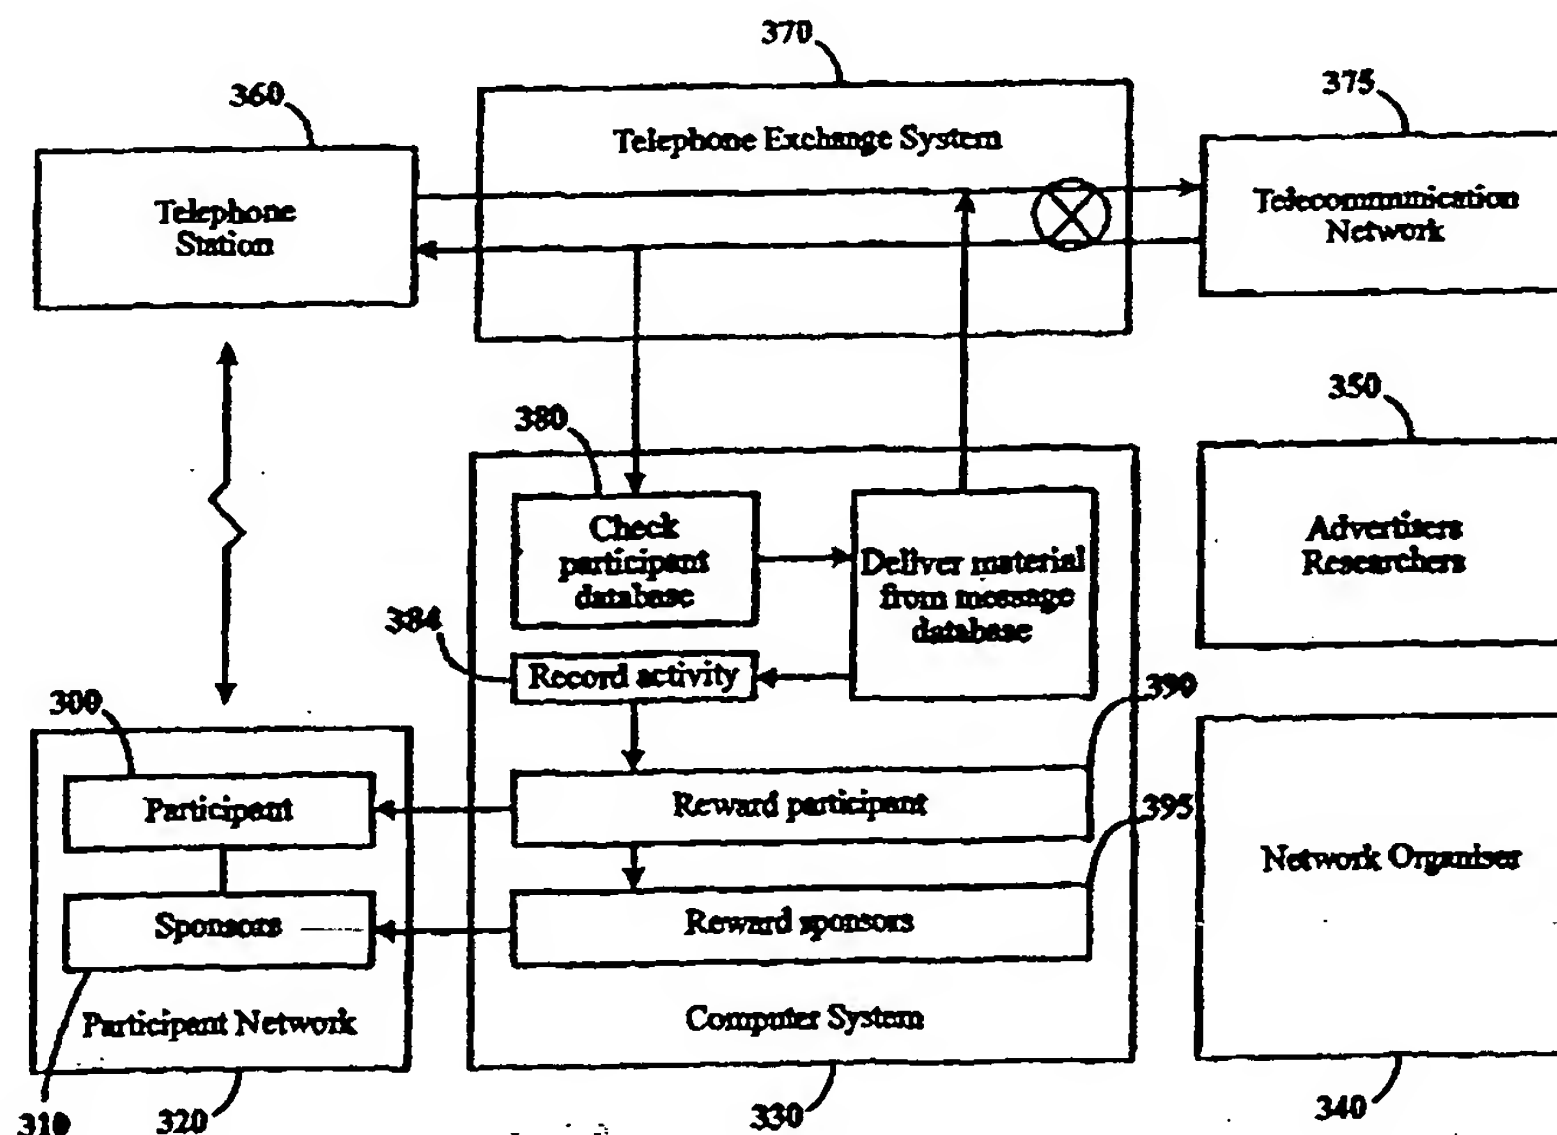 370
360
375
Telephone Exchange System
Telephone
Station
Telecommunication
Network
350
380
Check
participant
database
Deliver material
from message
database
Advertisers
Researchers
384
Record activity
390
300
Participant
Reward participant
395
Network Organiser
Sponsors
Reward sponsors
Participant Network
Computer System
310
320
330
340